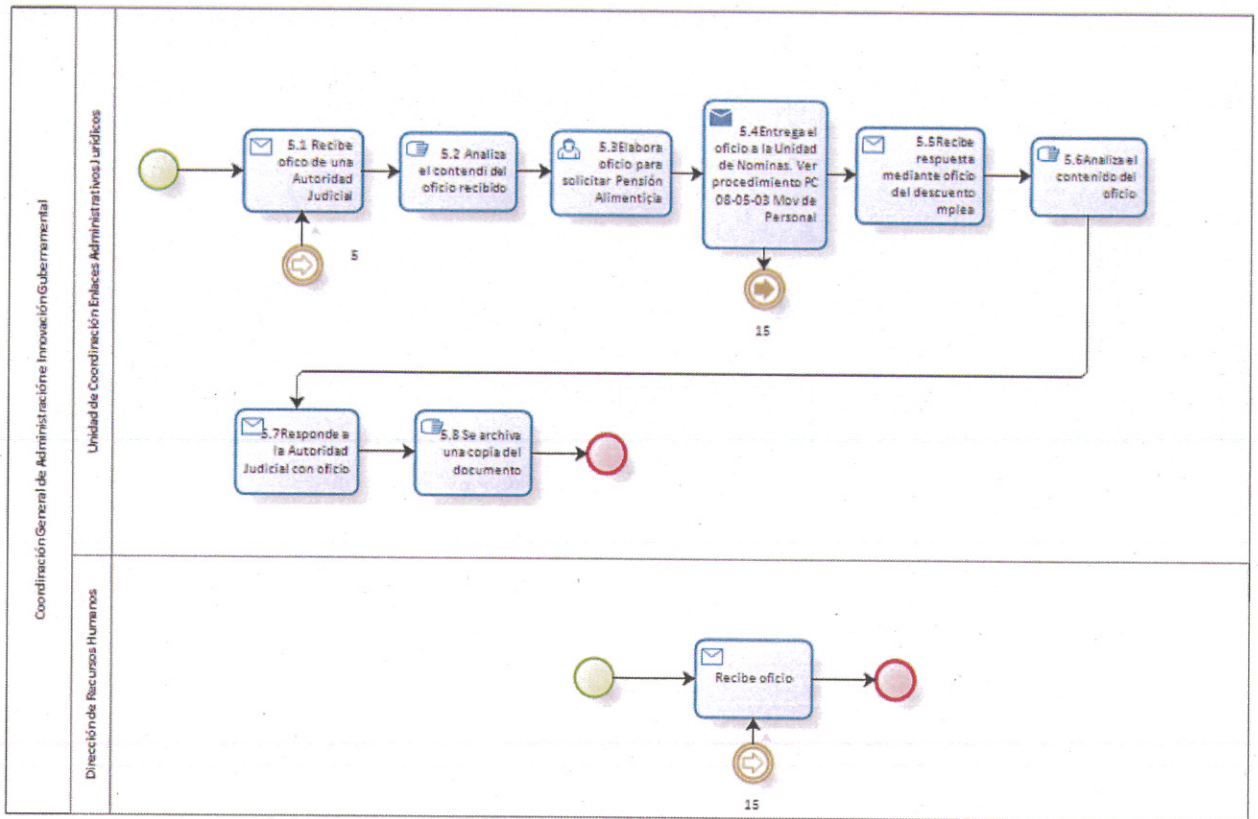 Coordinación General de Administración e Innovación Gubernamental
Unidad de Coordinación Enlaces Administrativos Jurídicos
5.1 Recibe
ofico de una
Autoridad
Judicial
5.2 Analiza
el contendi del
oficio recibido
5.3Elabora
oficio para
solicitar Pensión
Alimenticia
5.4Entrega el
oficio a la Unidad
de Nominas. Ver
procedimiento PC
08-05-03 Mov de
Personal
5.5Recibe
respuesta
mediante oficio
del descuento
mplea
5.6Analiza el
contenido del
oficio
5
15
5.7Responde a
la Autoridad
Judicial con oficio
5.8 Se archiva
una copia del
documento
Dirección de Recursos Humanos
Recibe oficio
15